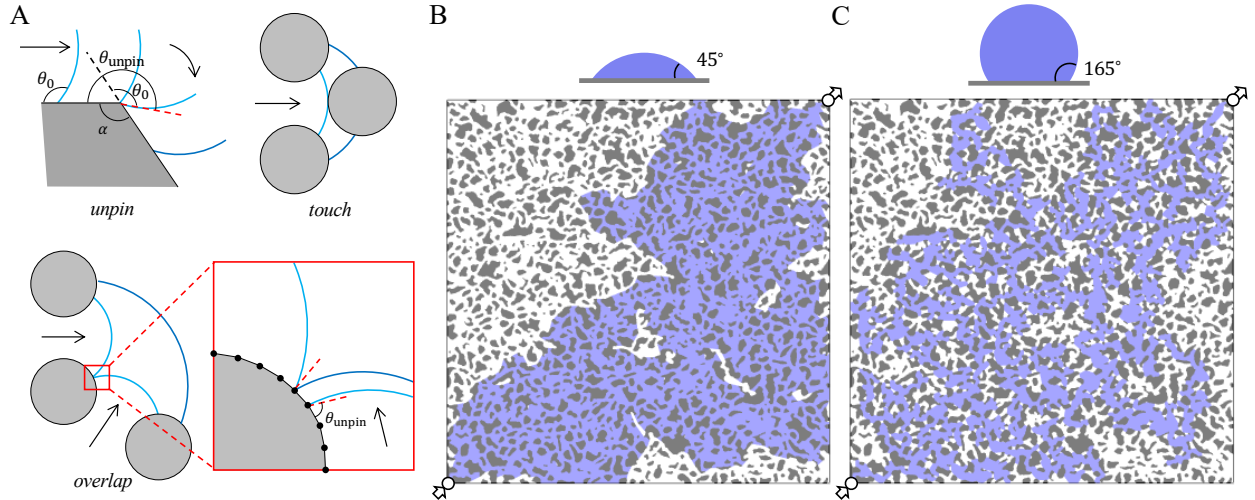 A
θ₀
θunpin
θ₀
α
unpin
touch
θunpin
overlap
B
45°
C
165°